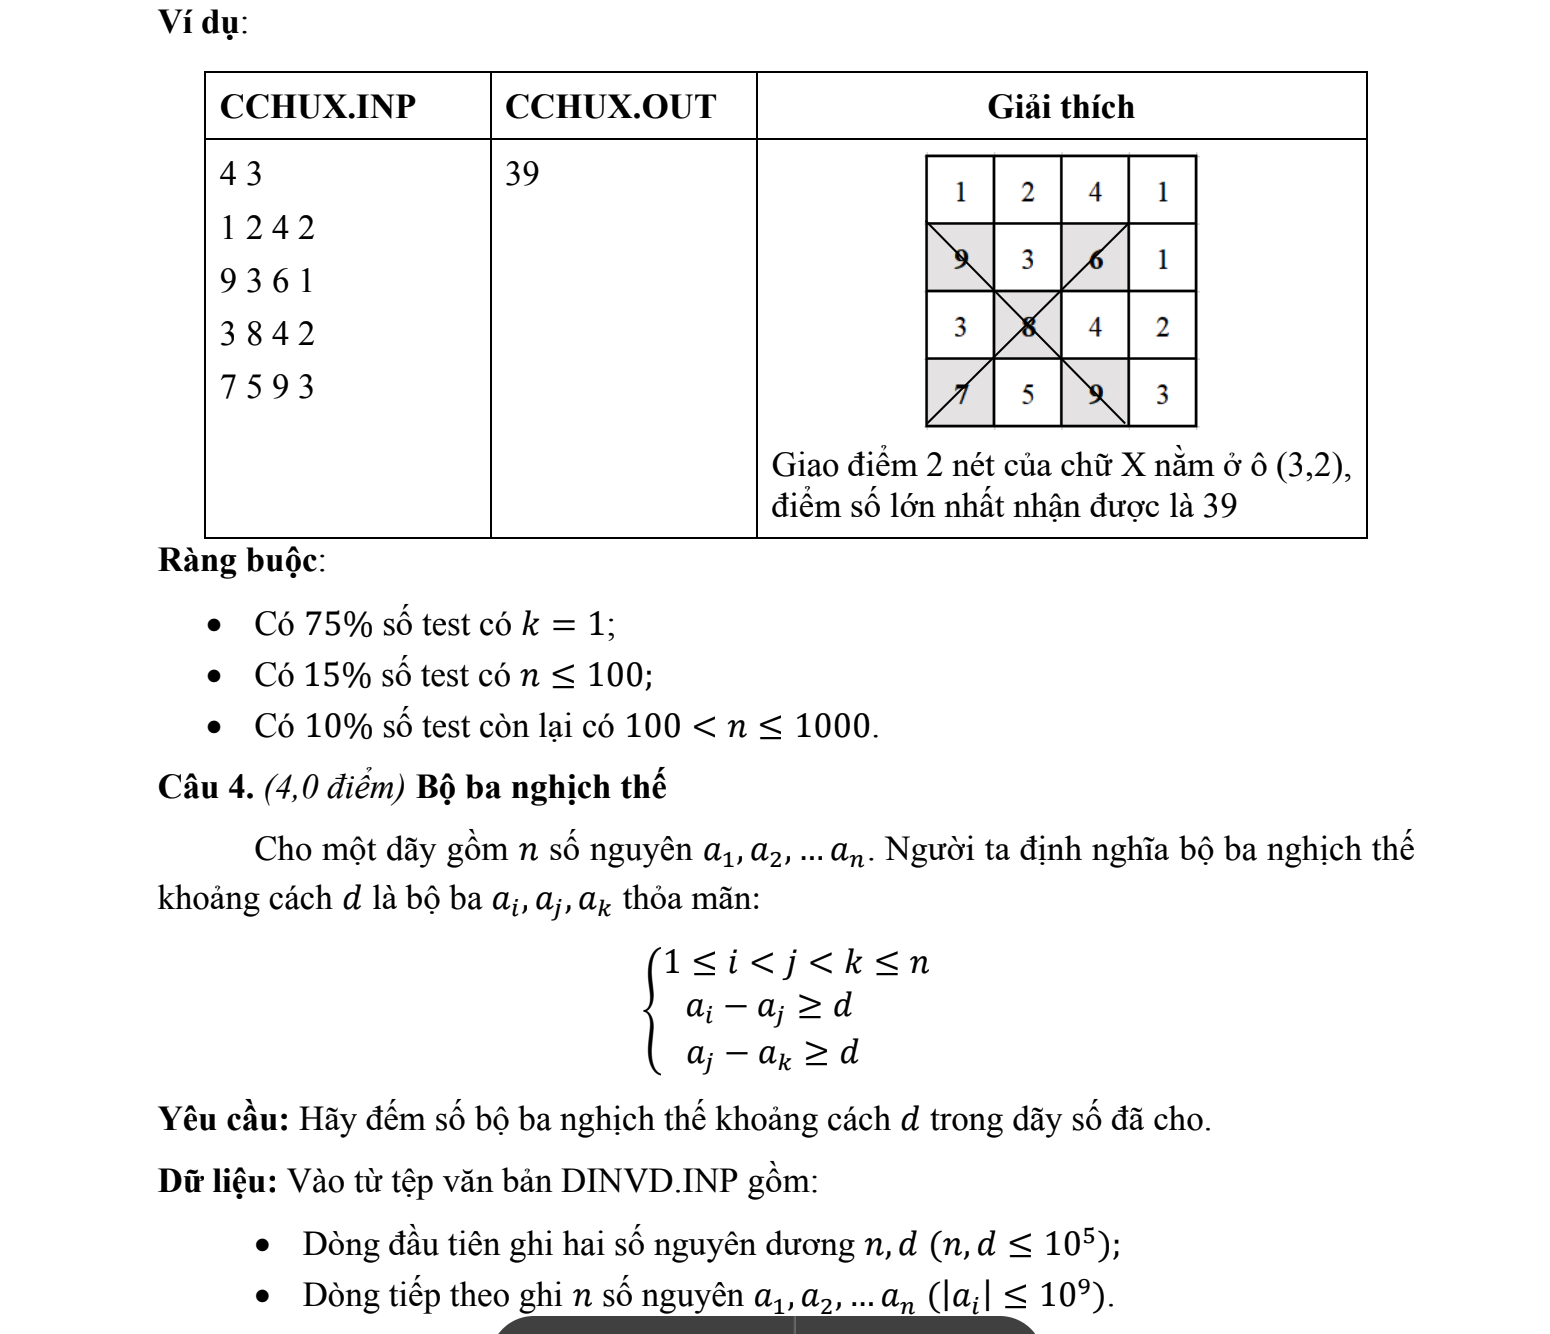 Ví dụ:
CCHUX.INP CCHUX.OUT Giải thích
4 3
1 2 4 2
9 3 6 1
3 8 4 2
7 5 9 3
39
1 2 4 1
9 3 6 1
3 8 4 2
7 5 9 3
Giao điểm 2 nét của chữ X nằm ở ô (3,2),
điểm số lớn nhất nhận được là 39
Ràng buộc:
• Có 75% số test có k = 1;
• Có 15% số test có n ≤ 100;
• Có 10% số test còn lại có 100 < n ≤ 1000.
Câu 4. (4,0 điểm) Bộ ba nghịch thế
Cho một dãy gồm n số nguyên a₁, a₂, … aₙ. Người ta định nghĩa bộ ba nghịch thế
khoảng cách d là bộ ba aᵢ, aⱼ, aₖ thỏa mãn:
1 ≤ i < j < k ≤ n
aᵢ − aⱼ ≥ d
aⱼ − aₖ ≥ d
Yêu cầu: Hãy đếm số bộ ba nghịch thế khoảng cách d trong dãy số đã cho.
Dữ liệu: Vào từ tệp văn bản DINVD.INP gồm:
• Dòng đầu tiên ghi hai số nguyên dương n, d (n, d ≤ 10⁵);
• Dòng tiếp theo ghi n số nguyên a₁, a₂, … aₙ (|aᵢ| ≤ 10⁹).